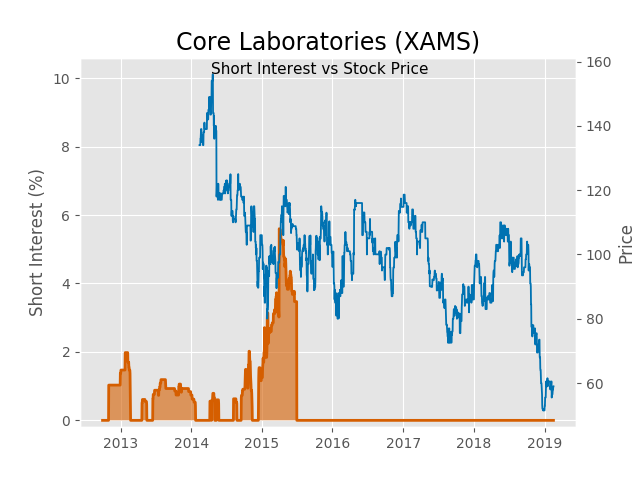 Core Laboratories (XAMS)
Short Interest vs Stock Price
Short Interest (%)
10
8
6
4
2
0
160
140
120
100
80
60
Price
2013 2014 2015 2016 2017 2018 2019